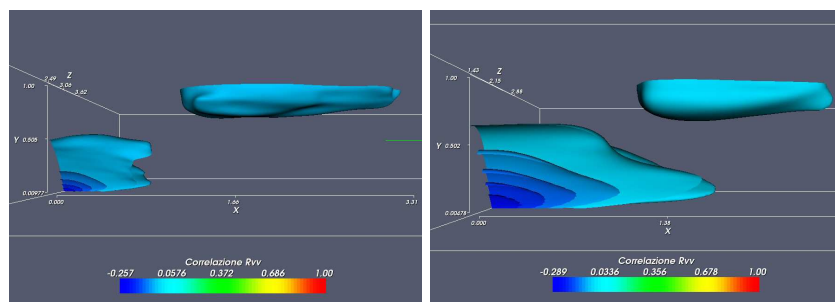 2.49
Z
3.06
3.62
1.00
Y
0.505
0.00977
0.000
1.66
X
3.31
Correlazione Rvv
-0.257 0.0576 0.372 0.686 1.00
1.43
Z
2.15
2.88
1.00
Y
0.502
0.00478
0.000
1.38
X
Correlazione Rvv
-0.289 0.0336 0.356 0.678 1.00